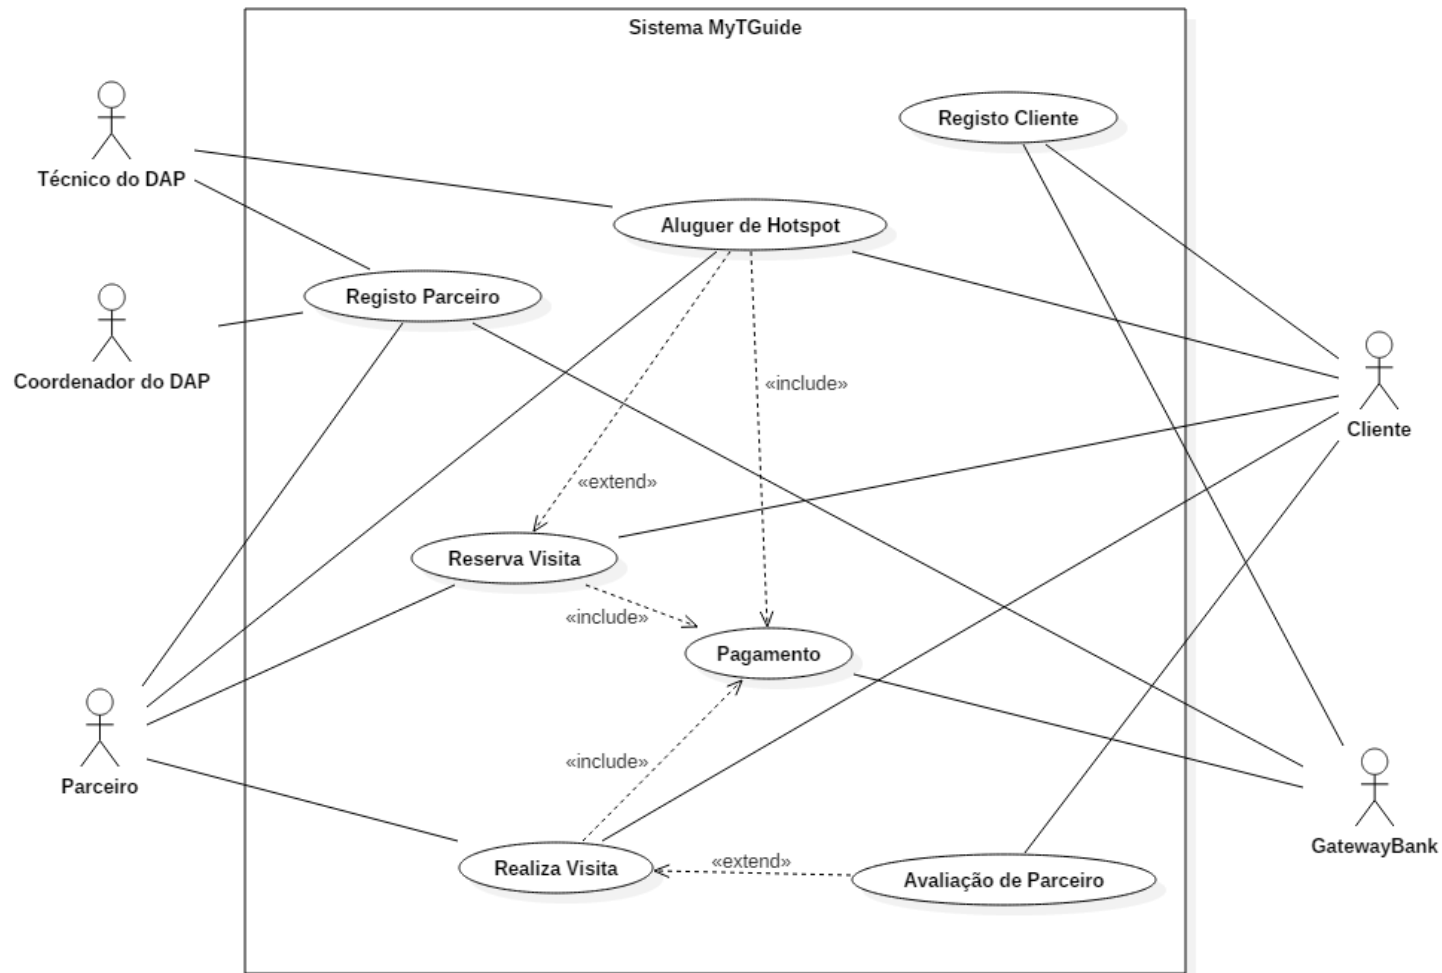 Sistema MyTGuide
Registo Cliente
Técnico do DAP
Aluguer de Hotspot
Registo Parceiro
Coordenador do DAP
«include»
Cliente
«extend»
Reserva Visita
«include»
Pagamento
«include»
Parceiro
GatewayBank
«extend»
Realiza Visita
Avaliação de Parceiro